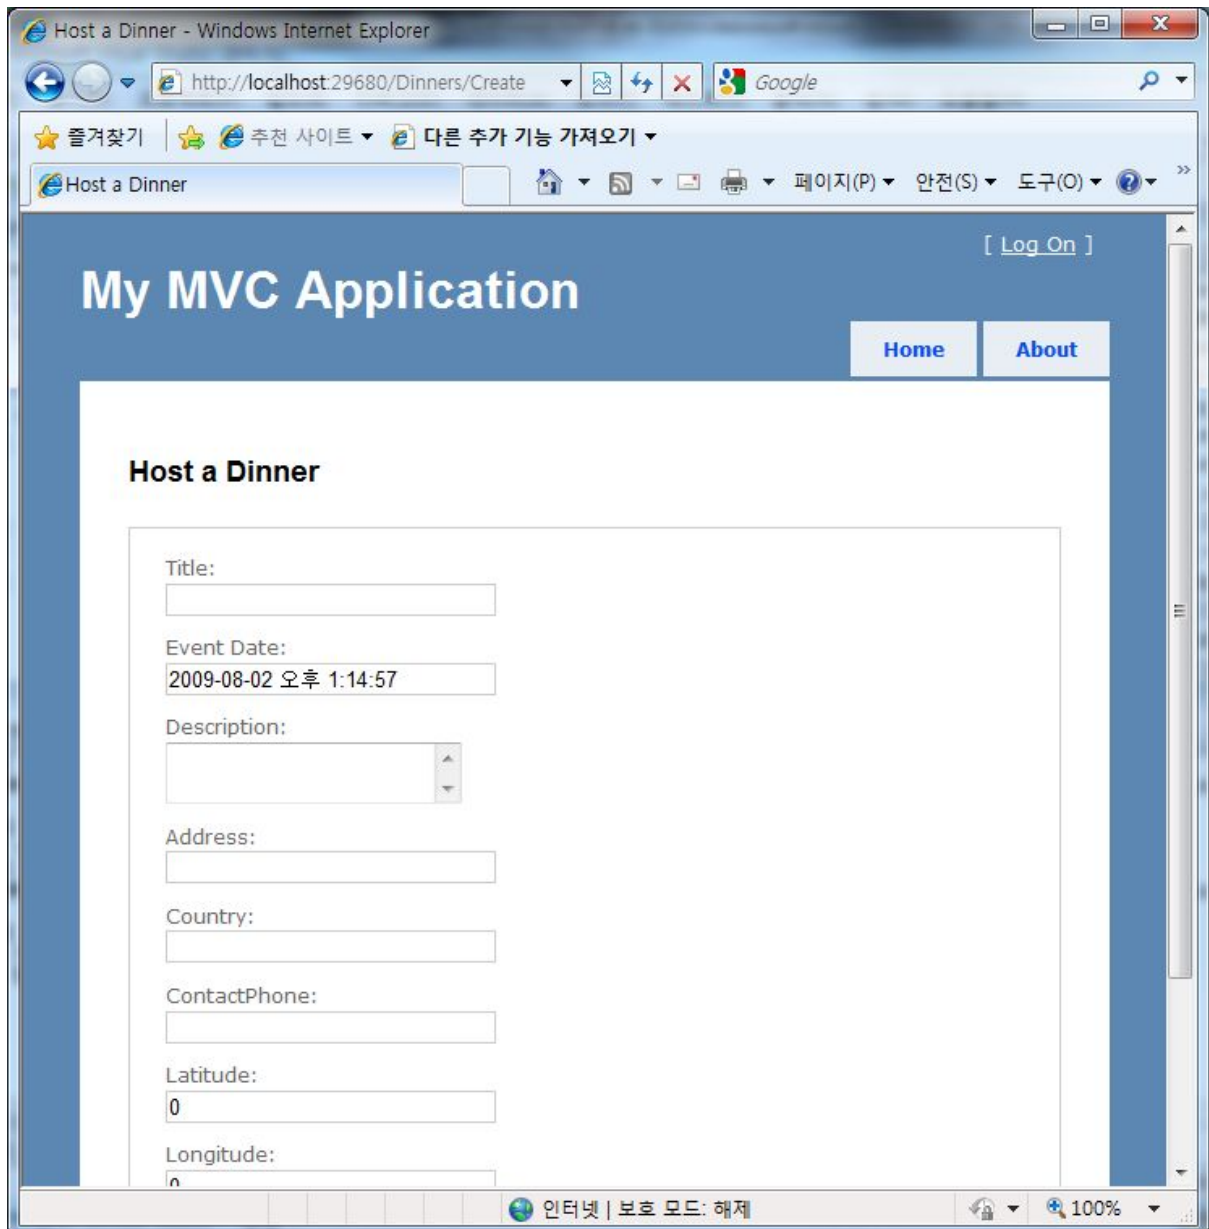 Host a Dinner - Windows Internet Explorer
http://localhost:29680/Dinners/Create
Google
즐겨찾기
추천 사이트
다른 추가 기능 가져오기
Host a Dinner
페이지(P)
안전(S)
도구(O)
[ Log On ]
My MVC Application
Home
About
Host a Dinner
Title:
Event Date:
2009-08-02 오후 1:14:57
Description:
Address:
Country:
ContactPhone:
Latitude:
0
Longitude:
0
인터넷 | 보호 모드: 해제
100%